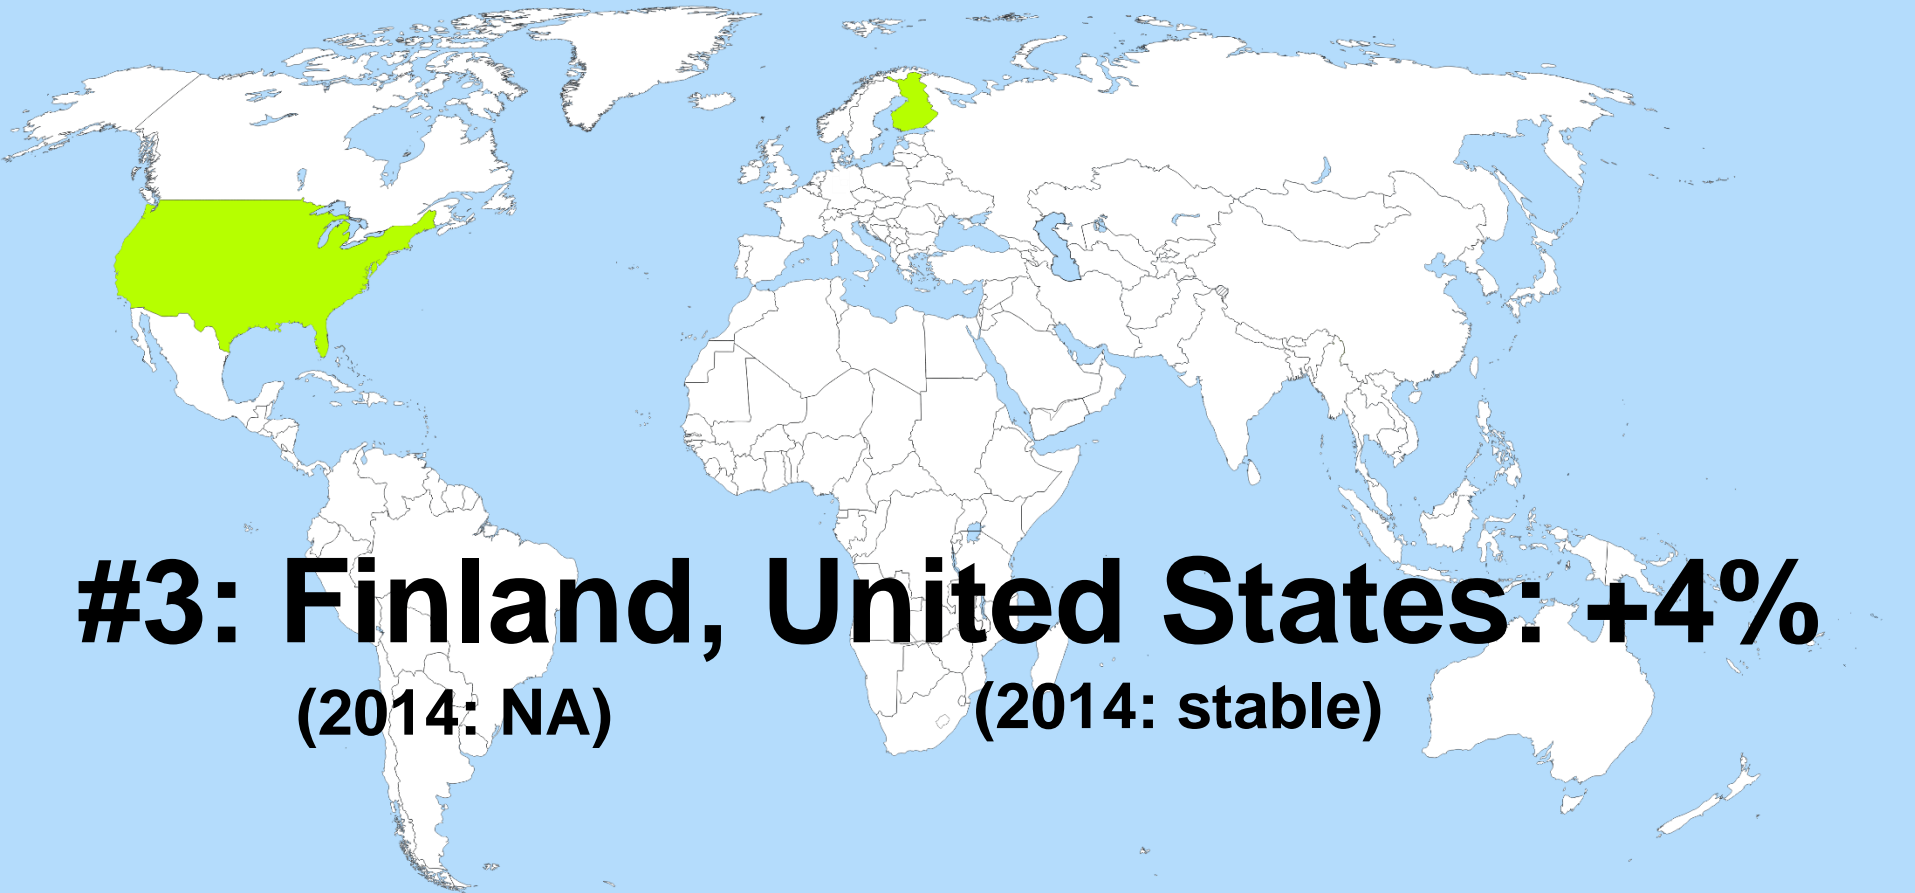 #3: Finland, United States: +4%
(2014: NA) (2014: stable)